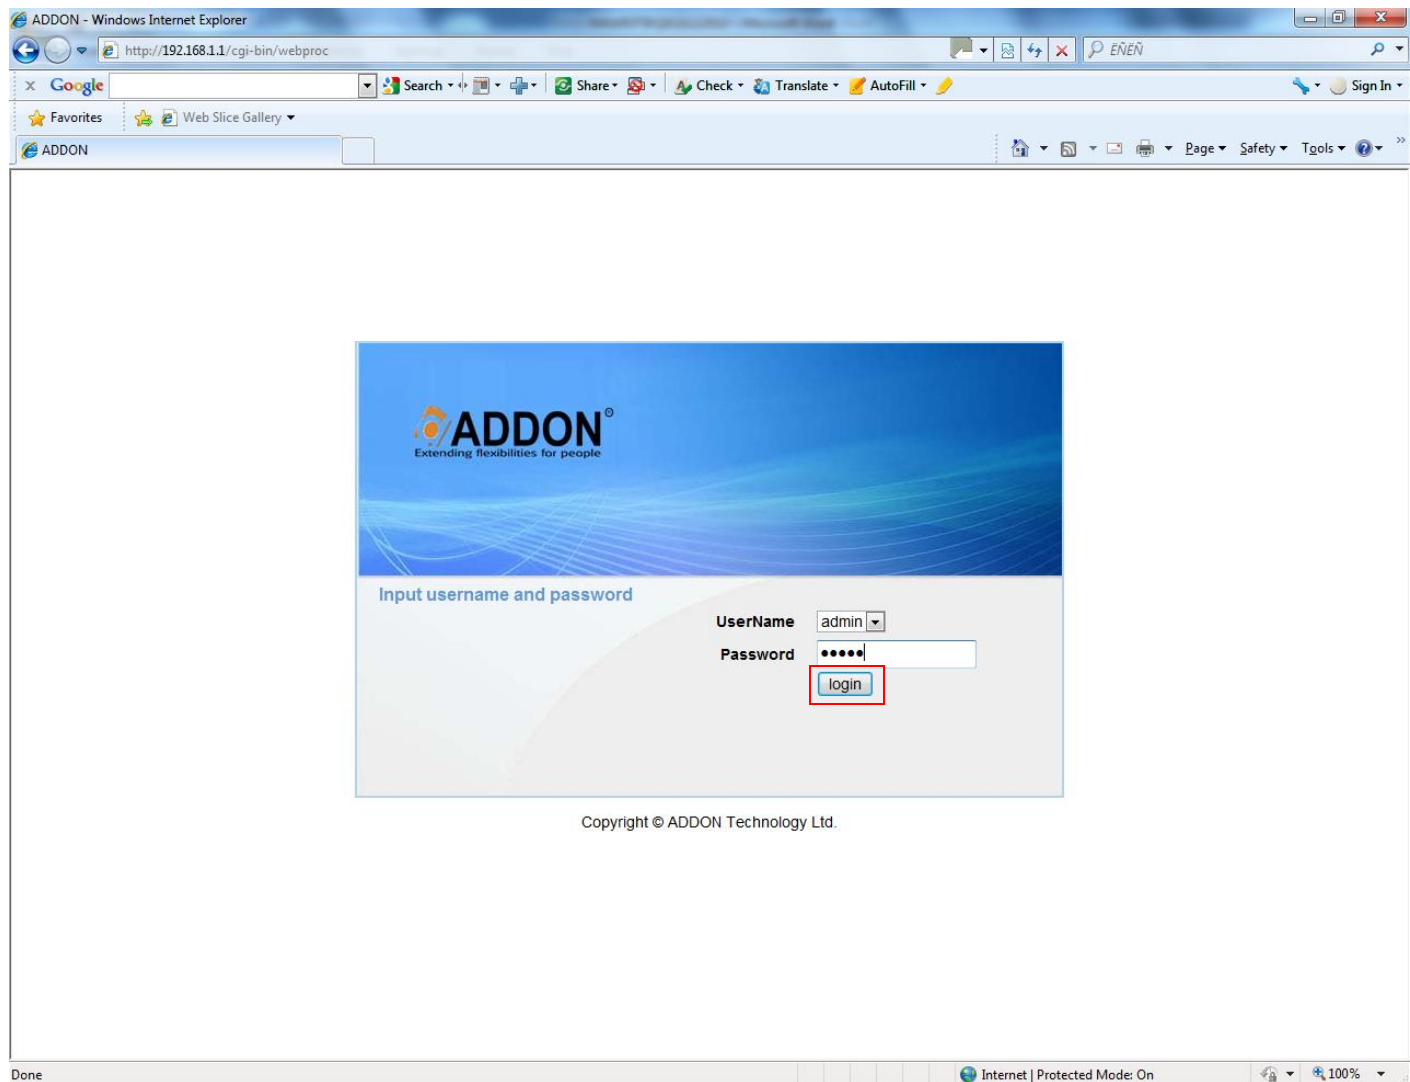 ADDON - Windows Internet Explorer
http://192.168.1.1/cgi-bin/webproc
EÑEÑ
x Google Search Share Check Translate AutoFill Sign In
Favorites Web Slice Gallery
ADDON Page Safety Tools »
ADDON®
Extending flexibilities for people
Input username and password
UserName admin
Password •••••
login
Copyright © ADDON Technology Ltd.
Done Internet | Protected Mode: On 100%